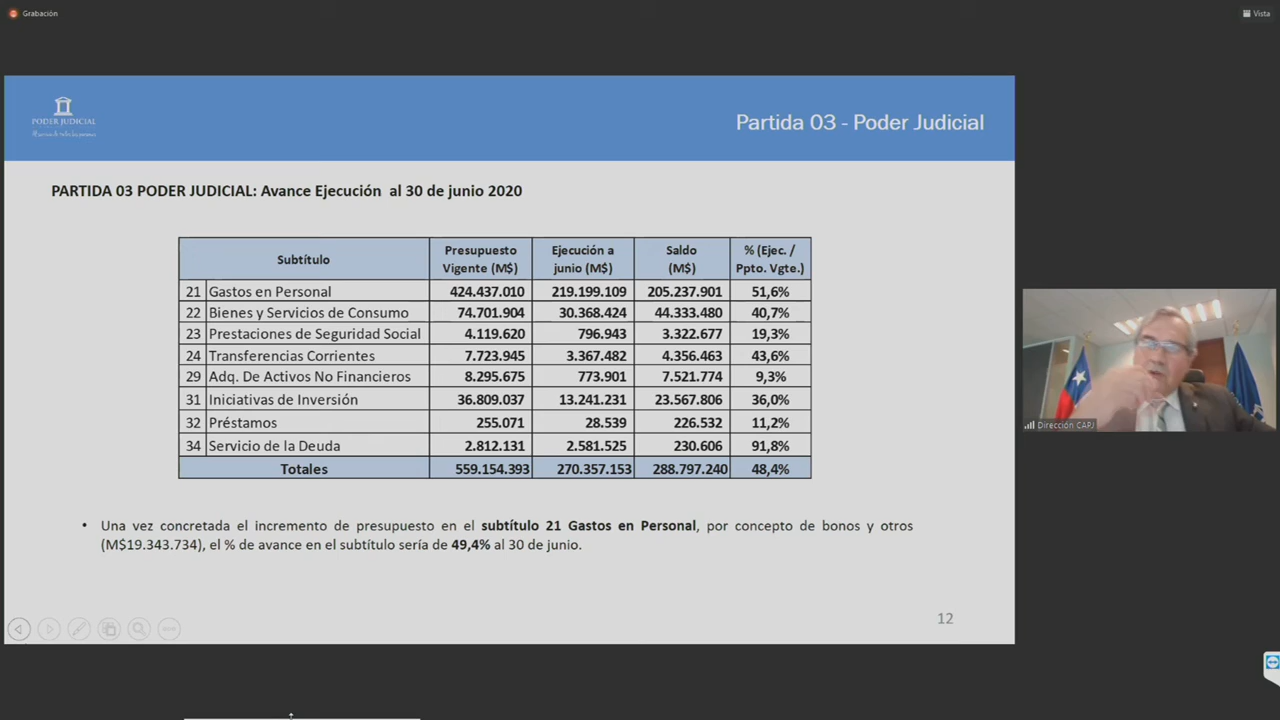 Grabación
Vista
PODER JUDICIAL
Partida 03 - Poder Judicial
PARTIDA 03 PODER JUDICIAL: Avance Ejecución al 30 de junio 2020
Subtítulo Presupuesto Vigente (M$) Ejecución a junio (M$) Saldo (M$) % (Ejec. / Ppto. Vgte.)
21 Gastos en Personal 424.437.010 219.199.109 205.237.901 51,6%
22 Bienes y Servicios de Consumo 74.701.904 30.368.424 44.333.480 40,7%
23 Prestaciones de Seguridad Social 4.119.620 796.943 3.322.677 19,3%
24 Transferencias Corrientes 7.723.945 3.367.482 4.356.463 43,6%
29 Adq. De Activos No Financieros 8.295.675 773.901 7.521.774 9,3%
31 Iniciativas de Inversión 36.809.037 13.241.231 23.567.806 36,0%
32 Préstamos 255.071 28.539 226.532 11,2%
34 Servicio de la Deuda 2.812.131 2.581.525 230.606 91,8%
Totales 559.154.393 270.357.153 288.797.240 48,4%
• Una vez concretada el incremento de presupuesto en el subtítulo 21 Gastos en Personal, por concepto de bonos y otros
(M$19.343.734), el % de avance en el subtítulo sería de 49,4% al 30 de junio.
12
Dirección CAPJ